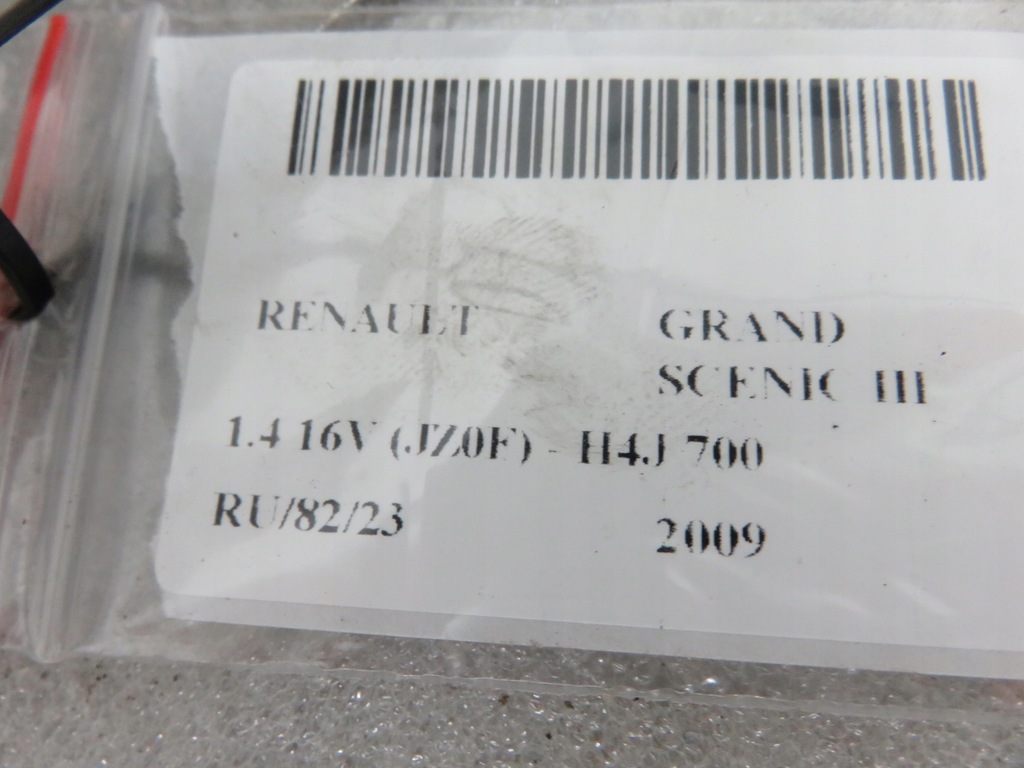 RENAULT GRAND
SCENIC III
1.4 16V (JZ0F) - H4J 700
RU/82/23 2009